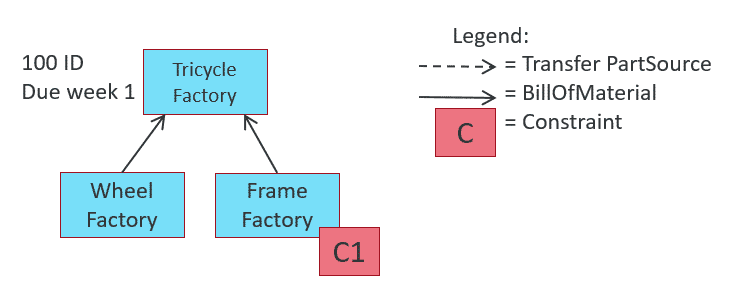 100 ID
Due week 1
Tricycle
Factory
Wheel
Factory
Frame
Factory
C1
Legend:
= Transfer PartSource
= BillOfMaterial
C
= Constraint